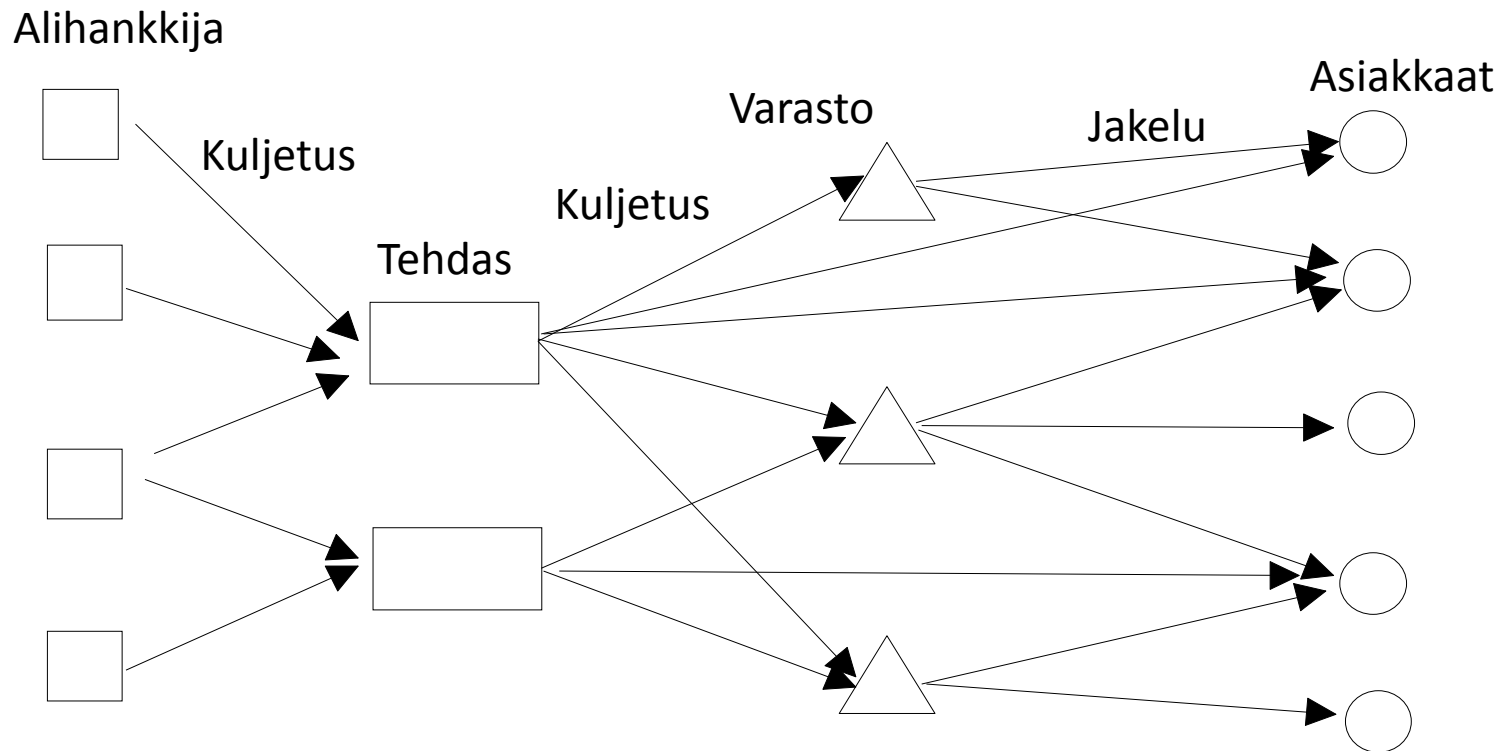 Alihankkija
Asiakkaat
Varasto
Jakelu
Kuljetus
Kuljetus
Tehdas